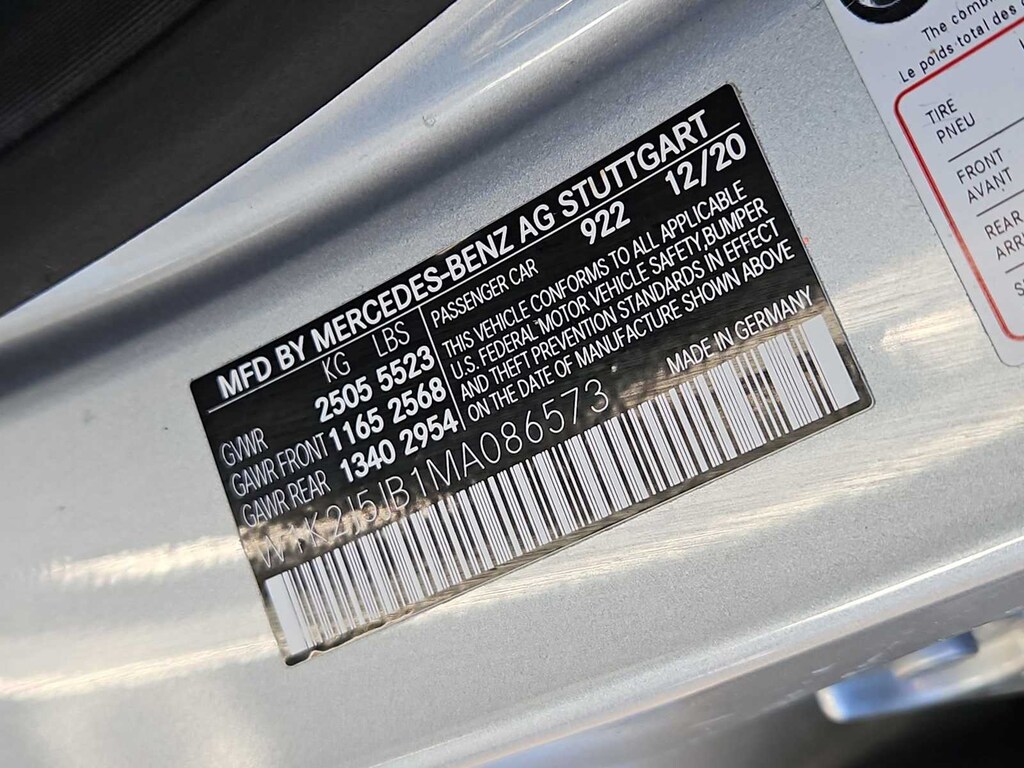 MFD BY MERCEDES-BENZ AG STUTTGART
KG LBS
922 12/20
GVWR 2505 5523
GAWR FRONT 1165 2568
GAWR REAR 1340 2954
PASSENGER CAR
THIS VEHICLE CONFORMS TO ALL APPLICABLE
U.S. FEDERAL MOTOR VEHICLE SAFETY, BUMPER
AND THEFT PREVENTION STANDARDS IN EFFECT
ON THE DATE OF MANUFACTURE SHOWN ABOVE
W1K2J5JB1MA086573
MADE IN GERMANY
The
Le poids total des
TIRE
PNEU
FRONT
AVANT
REAR